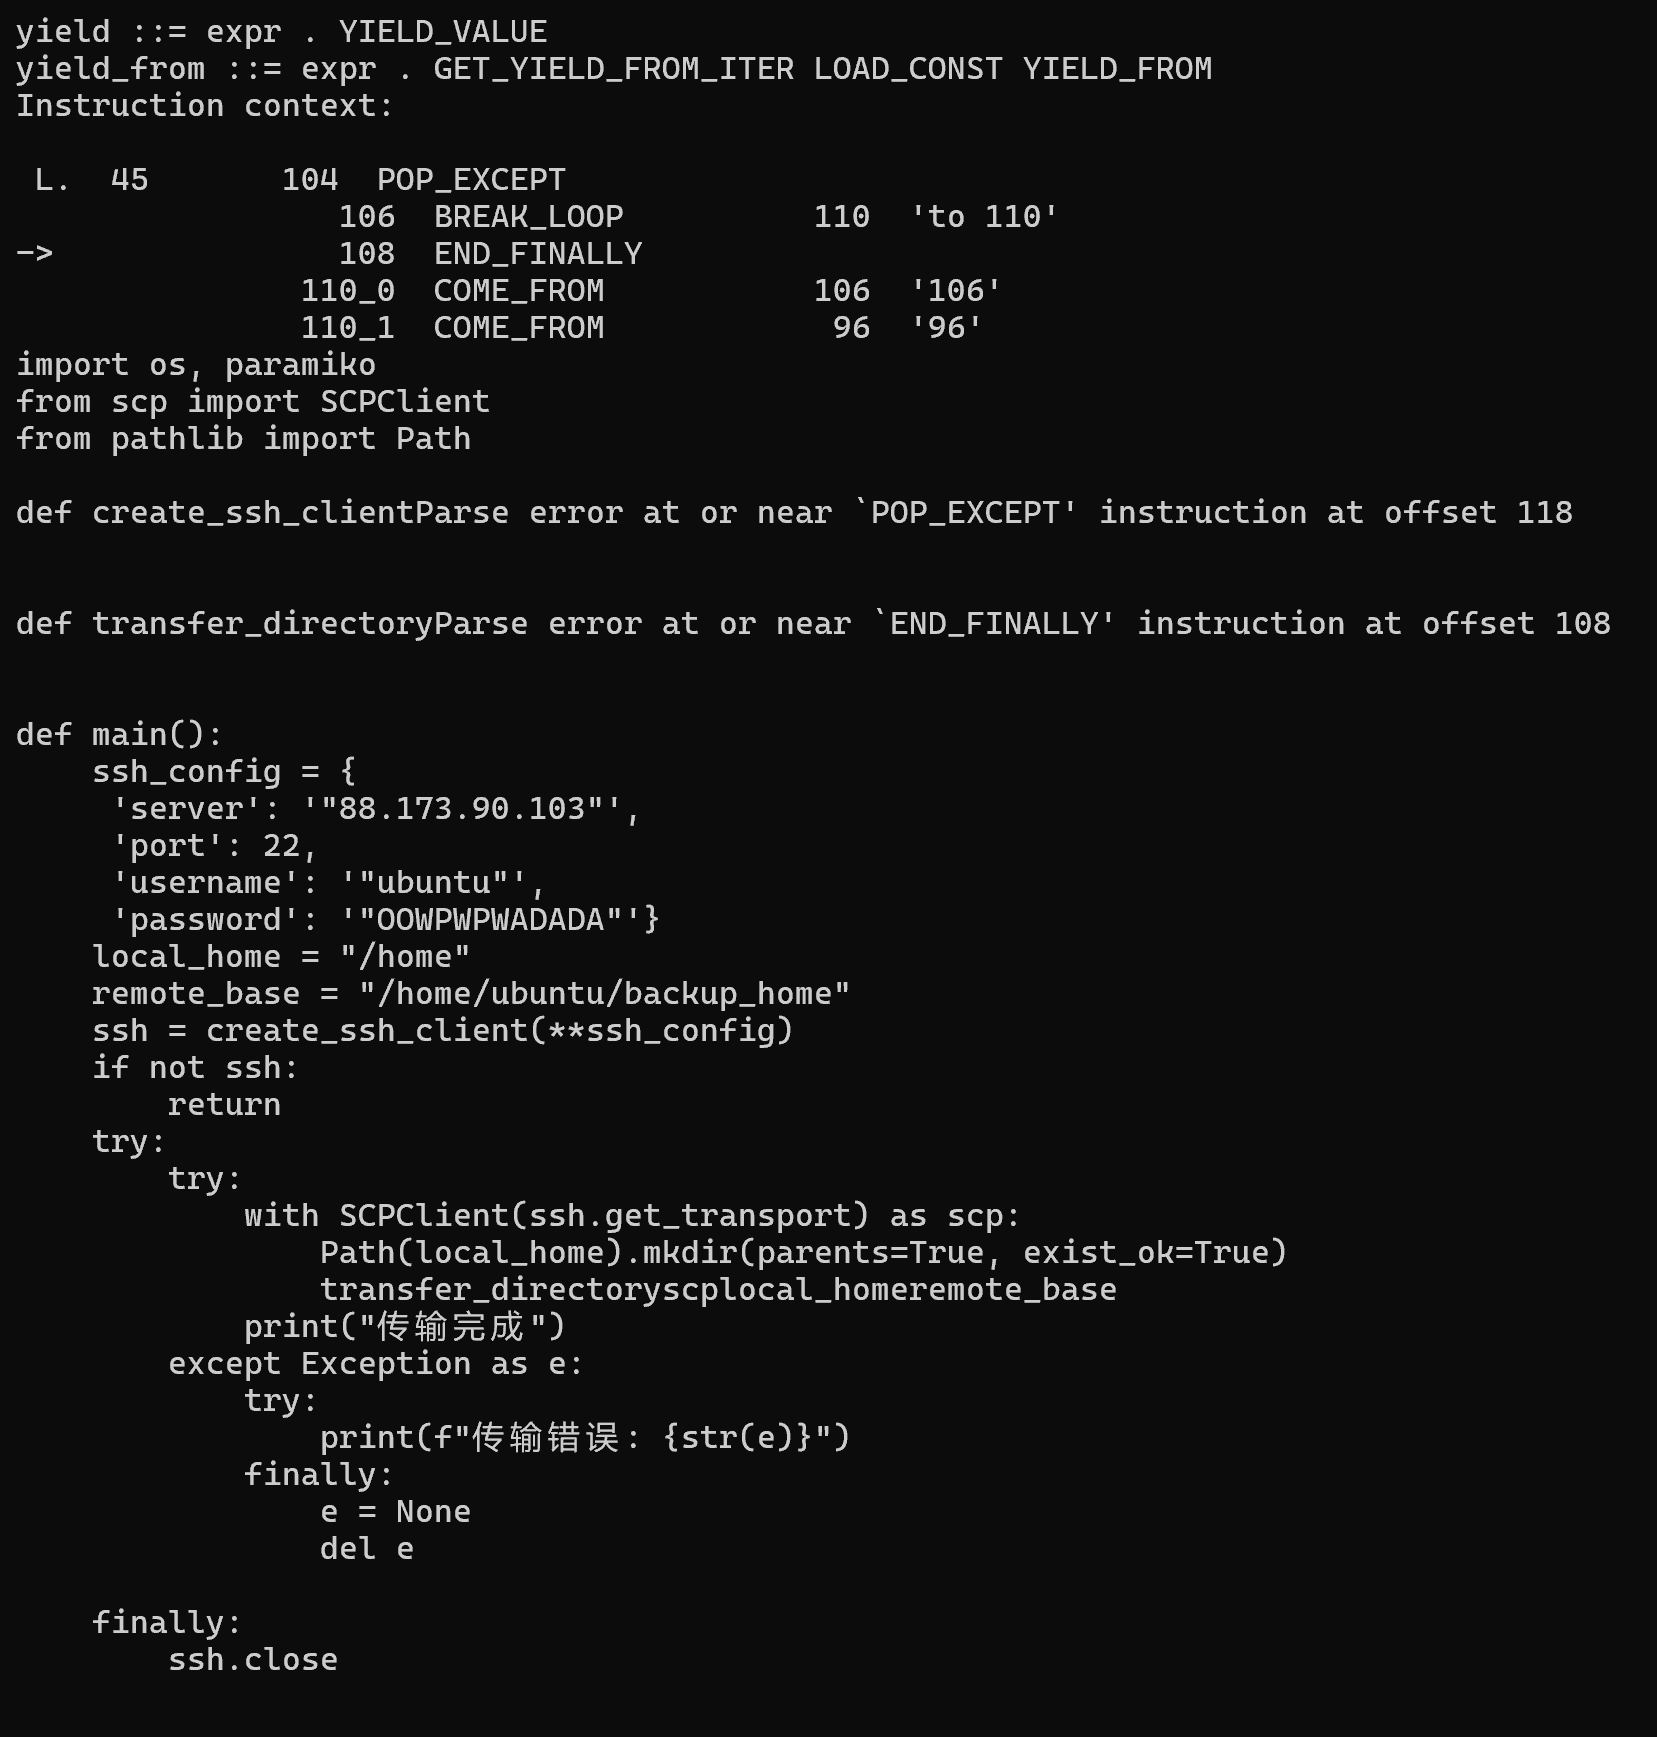 yield ::= expr . YIELD_VALUE
yield_from ::= expr . GET_YIELD_FROM_ITER LOAD_CONST YIELD_FROM
Instruction context:
L.  45       104  POP_EXCEPT
106  BREAK_LOOP          110  'to 110'
->               108  END_FINALLY
110_0  COME_FROM           106  '106'
110_1  COME_FROM            96  '96'
import os, paramiko
from scp import SCPClient
from pathlib import Path
def create_ssh_clientParse error at or near `POP_EXCEPT' instruction at offset 118
def transfer_directoryParse error at or near `END_FINALLY' instruction at offset 108
def main():
    ssh_config = {
     'server': '"88.173.90.103"',
     'port': 22,
     'username': '"ubuntu"',
     'password': '"OOWPWPWADADA"'}
    local_home = "/home"
    remote_base = "/home/ubuntu/backup_home"
    ssh = create_ssh_client(**ssh_config)
    if not ssh:
        return
    try:
        try:
            with SCPClient(ssh.get_transport) as scp:
                Path(local_home).mkdir(parents=True, exist_ok=True)
                transfer_directoryscplocal_homeremote_base
            print("传输完成")
        except Exception as e:
            try:
                print(f"传输错误: {str(e)}")
            finally:
                e = None
                del e
    finally:
        ssh.close